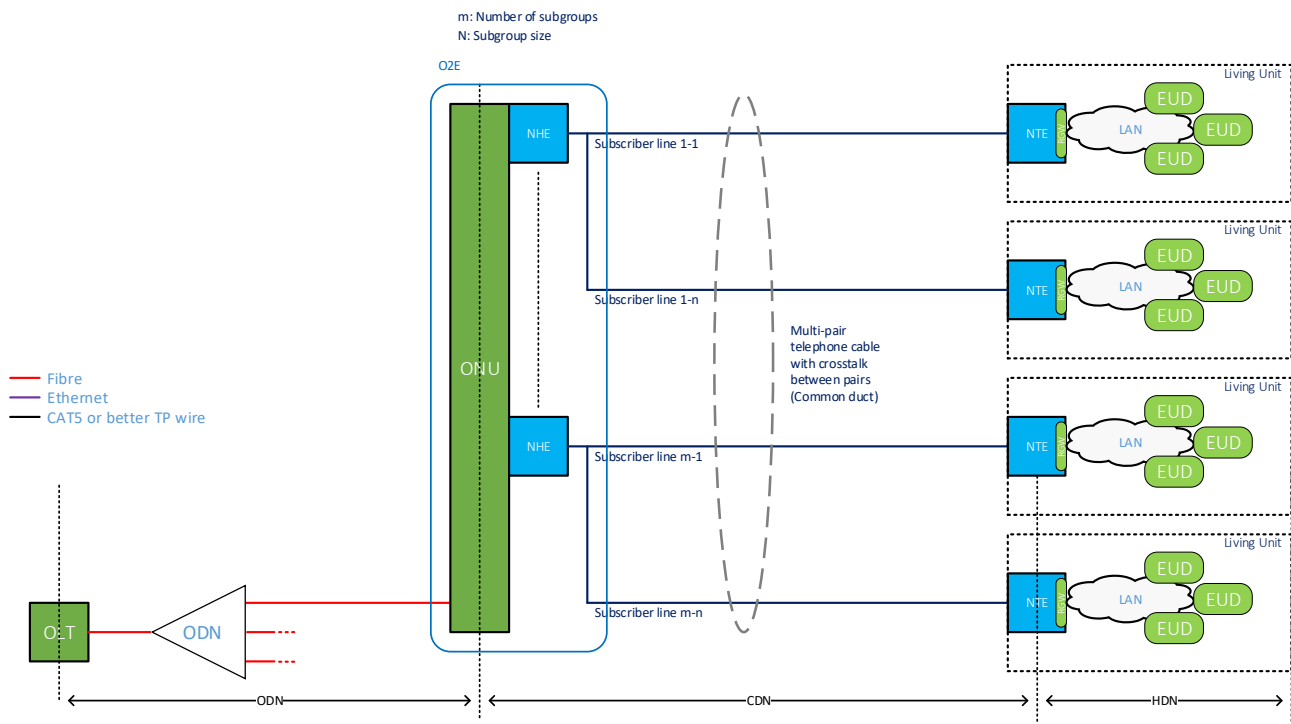 m: Number of subgroups
N: Subgroup size
O2E
NHE
Subscriber line 1-1
NTE
RGW
LAN
EUD
EUD
EUD
Living Unit
Subscriber line 1-n
NTE
RGW
LAN
EUD
EUD
EUD
Living Unit
ONU
Multi-pair
telephone cable
with crosstalk
between pairs
(Common duct)
Fibre
Ethernet
CAT5 or better TP wire
NHE
Subscriber line m-1
NTE
RGW
LAN
EUD
EUD
EUD
Living Unit
Subscriber line m-n
NTE
RGW
LAN
EUD
EUD
EUD
Living Unit
OLT
ODN
ODN
CDN
HDN